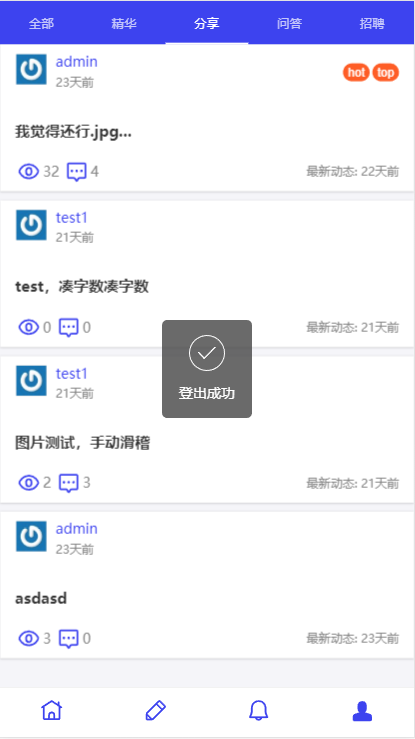 全部 精华 分享 问答 招聘
admin
23天前
hot top
我觉得还行.jpg...
32 4 最新动态: 22天前
test1
21天前
test，凑字数凑字数
0 0 最新动态: 21天前
test1
21天前
登出成功
图片测试，手动滑稽
2 3 最新动态: 21天前
admin
23天前
asdasd
3 0 最新动态: 23天前